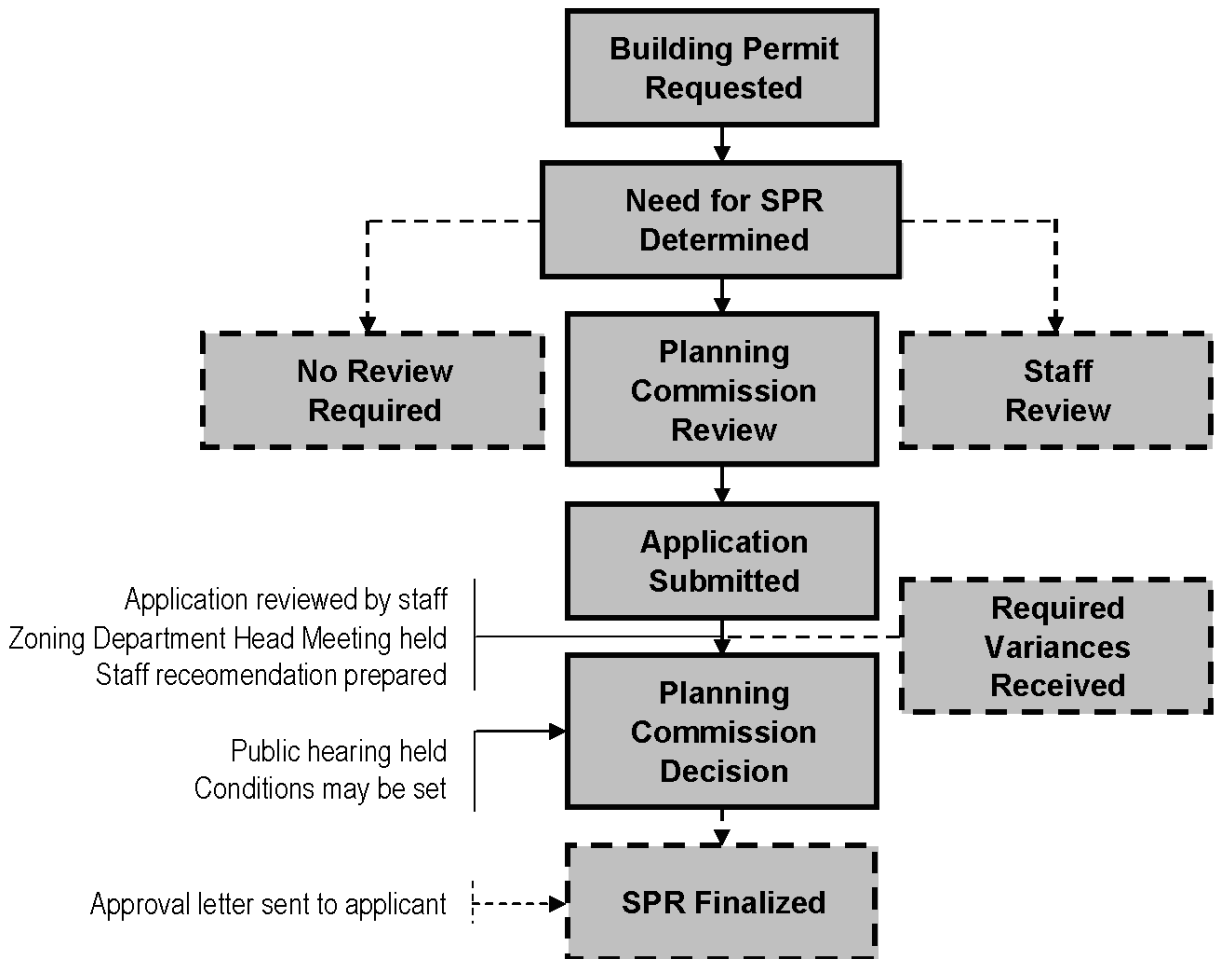 Building Permit
Requested
Need for SPR
Determined
No Review
Required
Planning
Commission
Review
Staff
Review
Application
Submitted
Application reviewed by staff
Zoning Department Head Meeting held
Staff receomendation prepared
Required
Variances
Received
Planning
Commission
Decision
Public hearing held
Conditions may be set
Approval letter sent to applicant
SPR Finalized